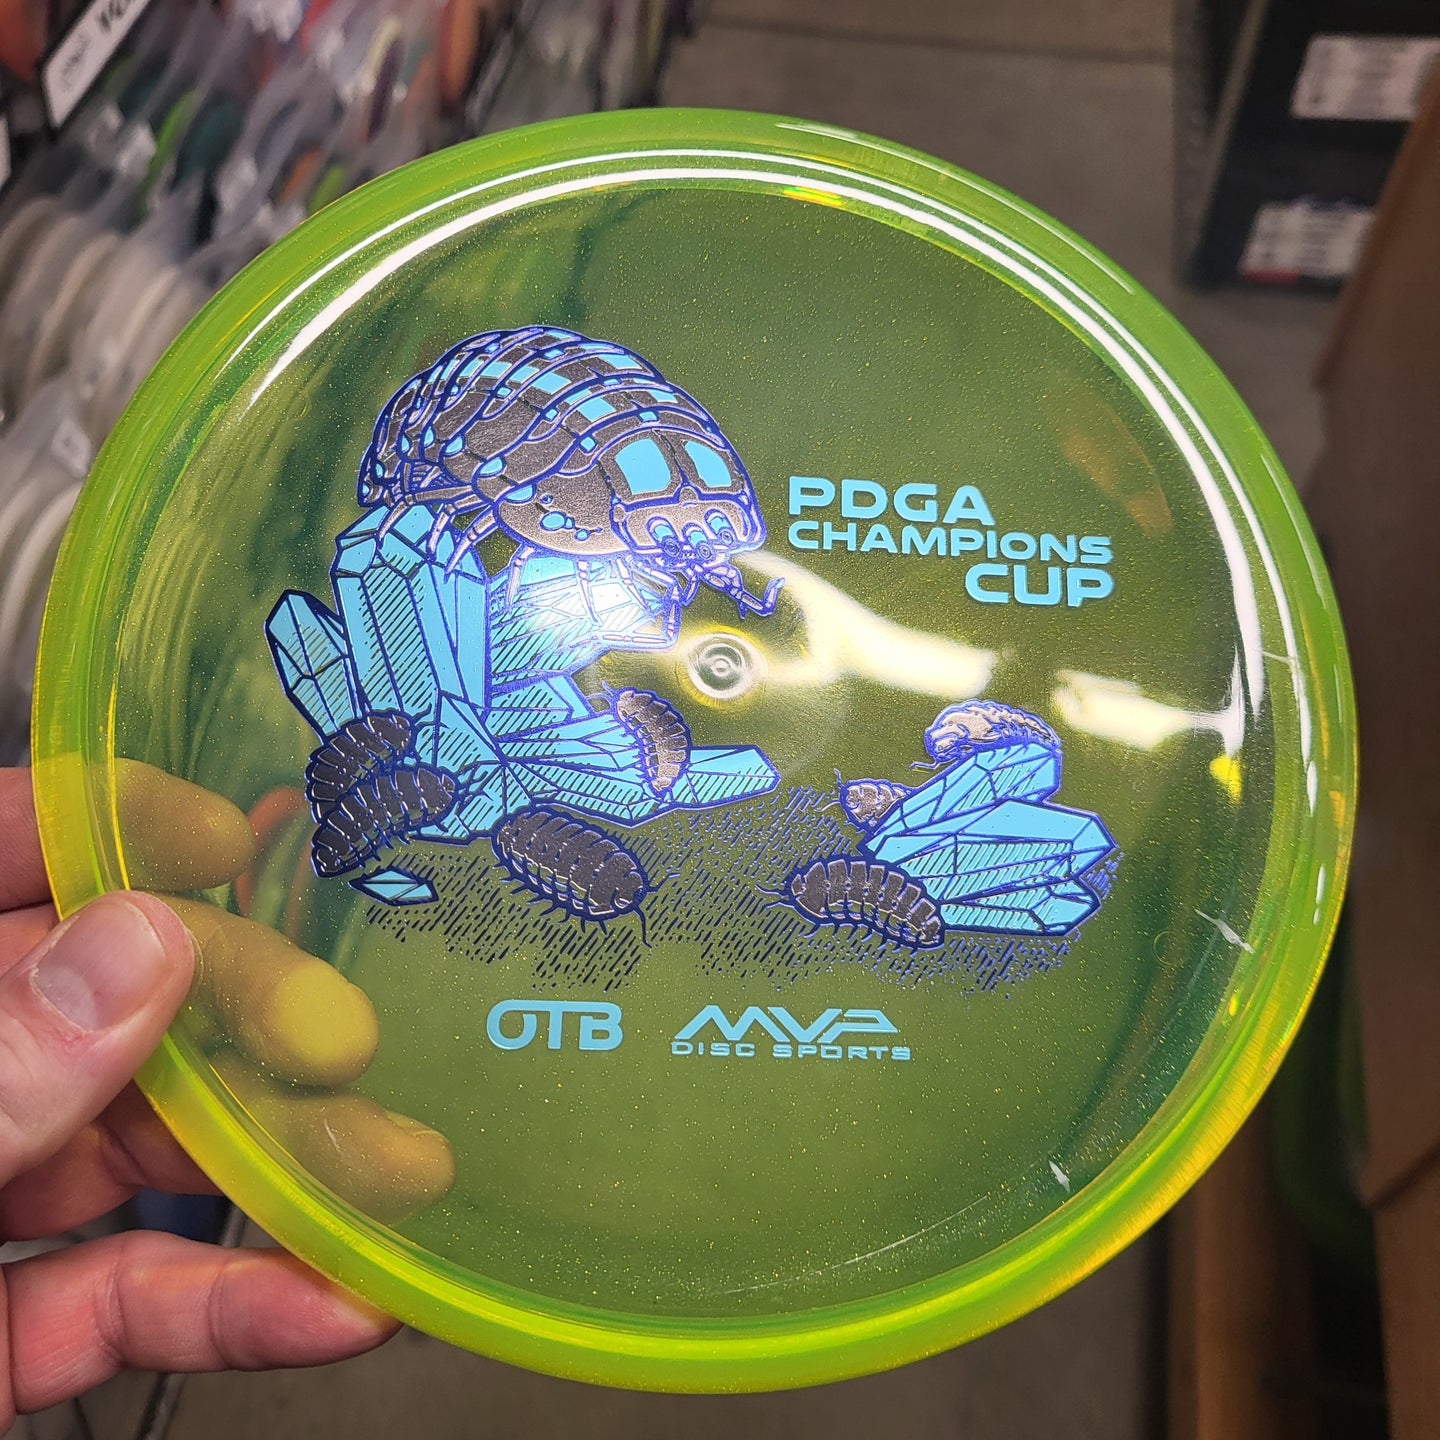 PDGA
CHAMPIONS
CUP
OTB
MVP
DISC SPORTS